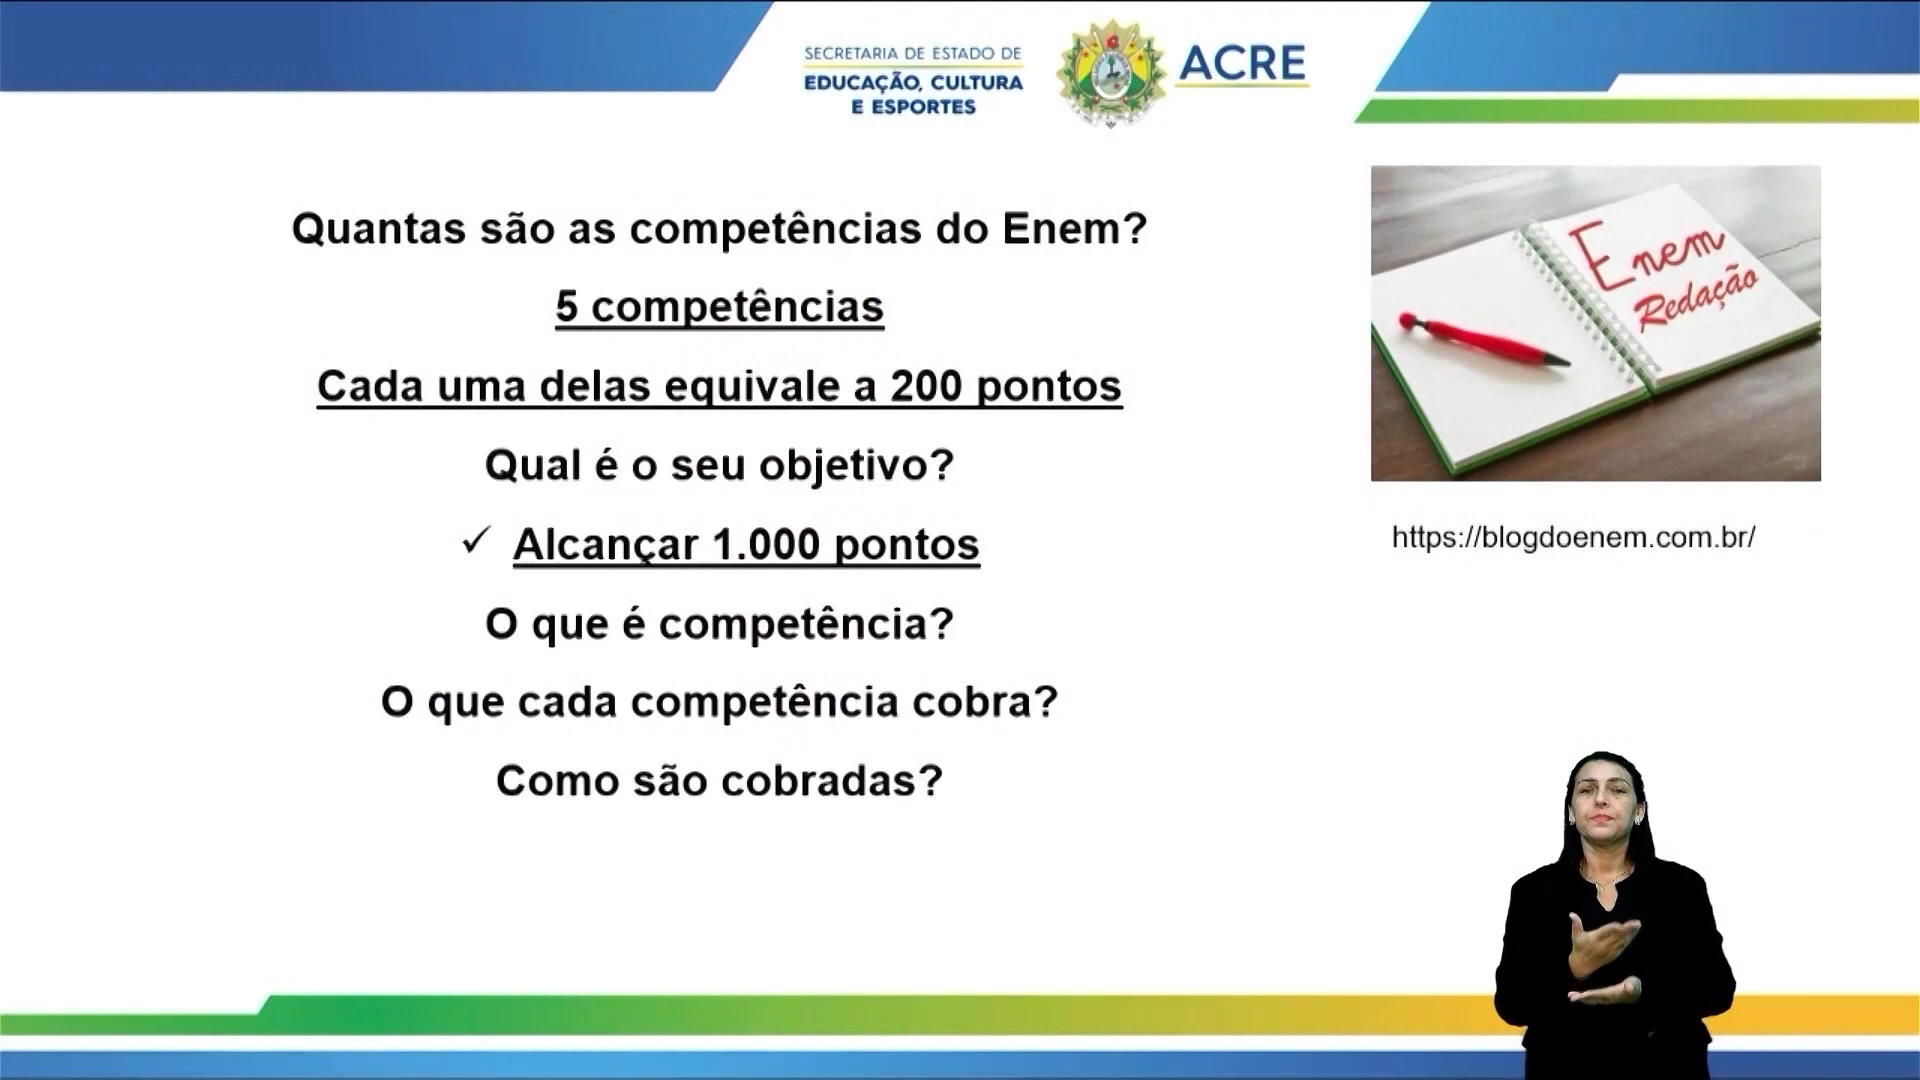 SECRETARIA DE ESTADO DE
EDUCAÇÃO, CULTURA
E ESPORTES
ACRE
Quantas são as competências do Enem?
5 competências
Cada uma delas equivale a 200 pontos
Qual é o seu objetivo?
✓ Alcançar 1.000 pontos
O que é competência?
O que cada competência cobra?
Como são cobradas?
Enem
Redação
https://blogdoenem.com.br/